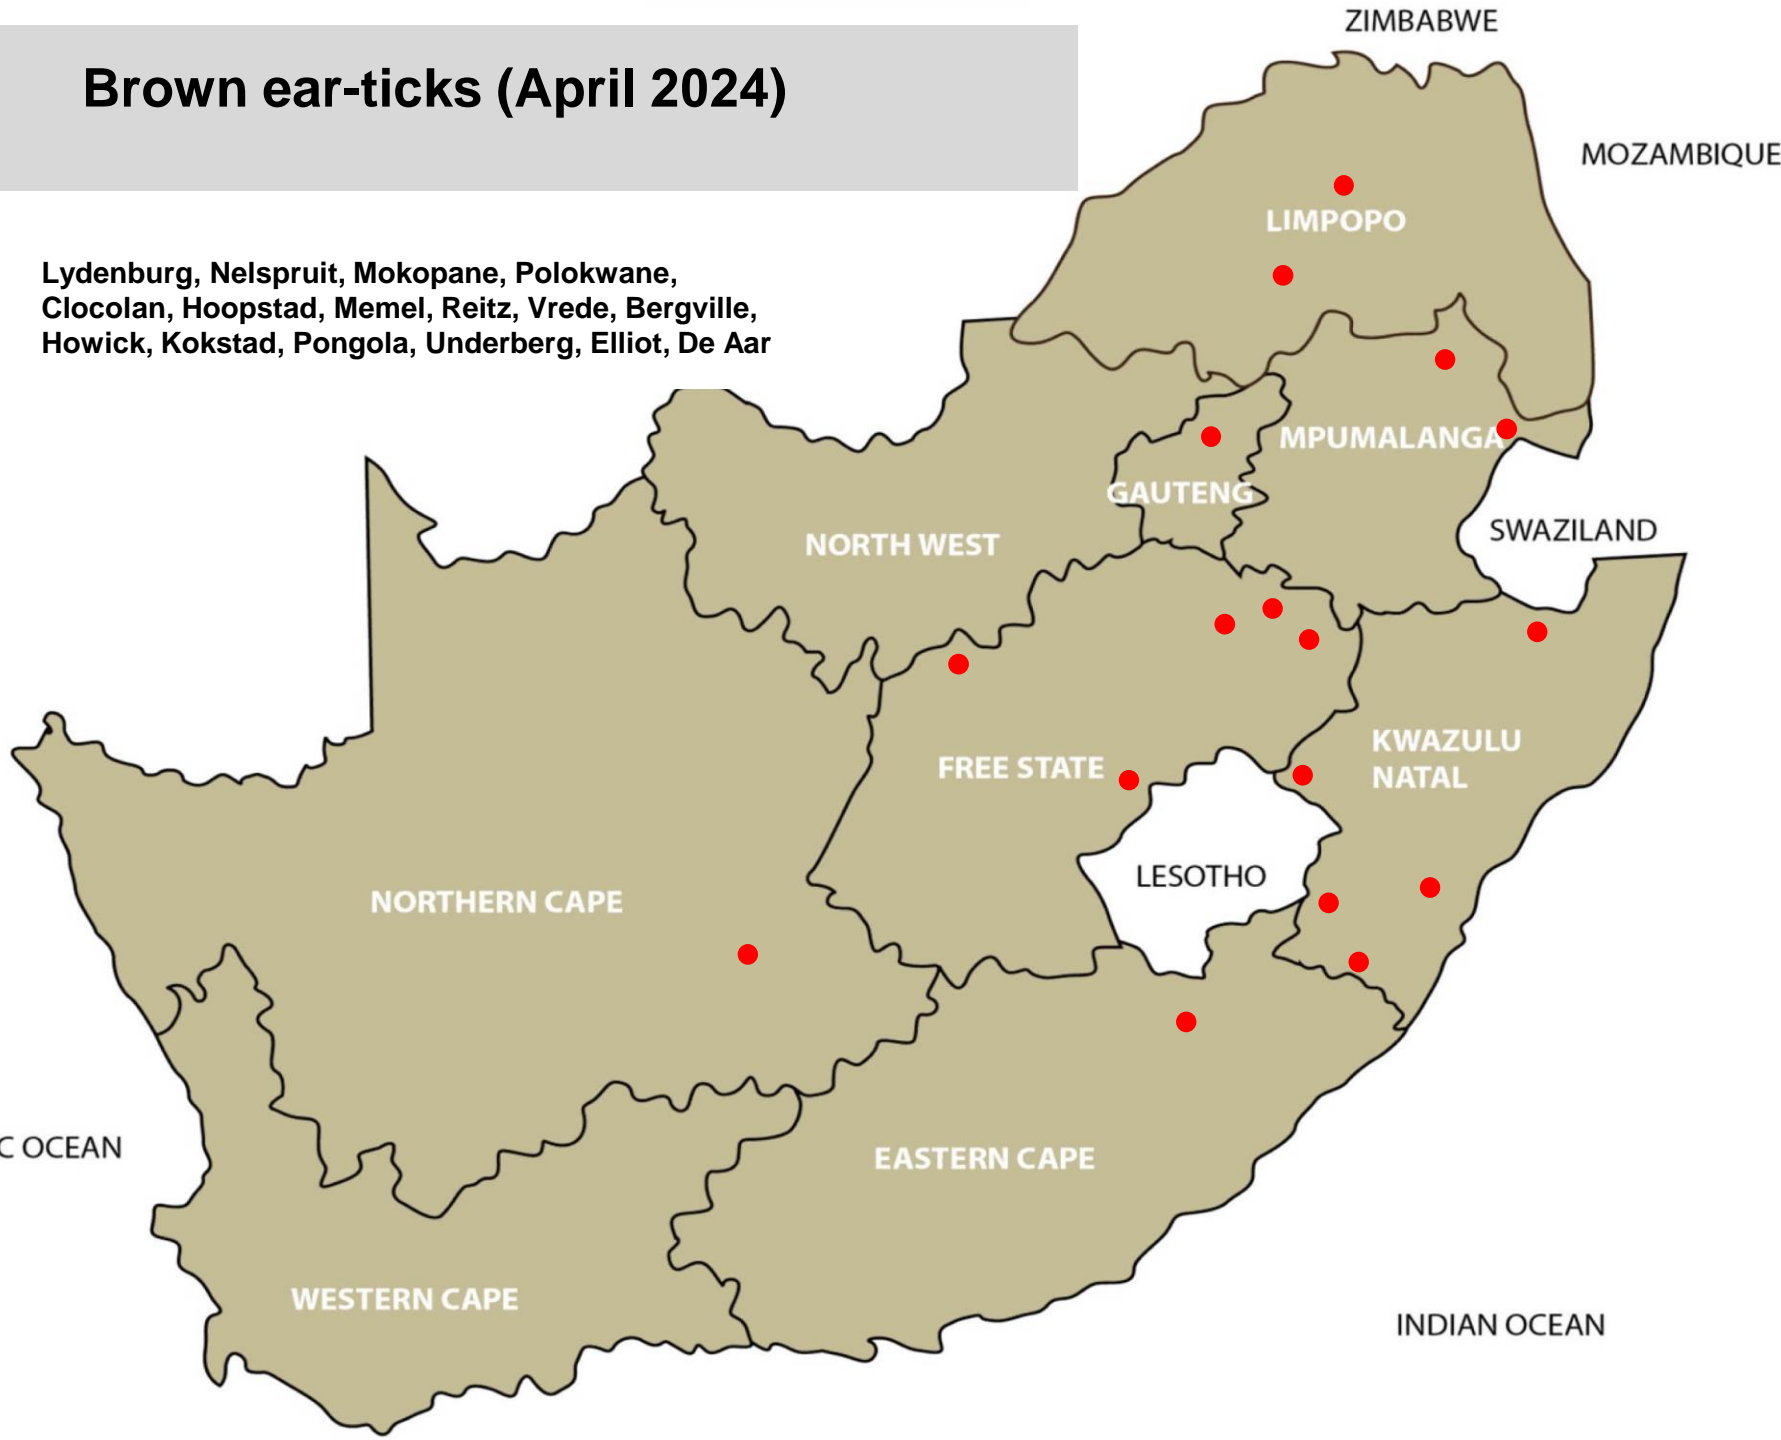 ZIMBABWE
Brown ear-ticks (April 2024)
MOZAMBIQUE
LIMPOPO
Lydenburg, Nelspruit, Mokopane, Polokwane,
Clocolan, Hoopstad, Memel, Reitz, Vrede, Bergville,
Howick, Kokstad, Pongola, Underberg, Elliot, De Aar
MPUMALANGA
GAUTENG
SWAZILAND
NORTH WEST
KWAZULU
NATAL
FREE STATE
LESOTHO
NORTHERN CAPE
C OCEAN
EASTERN CAPE
WESTERN CAPE
INDIAN OCEAN